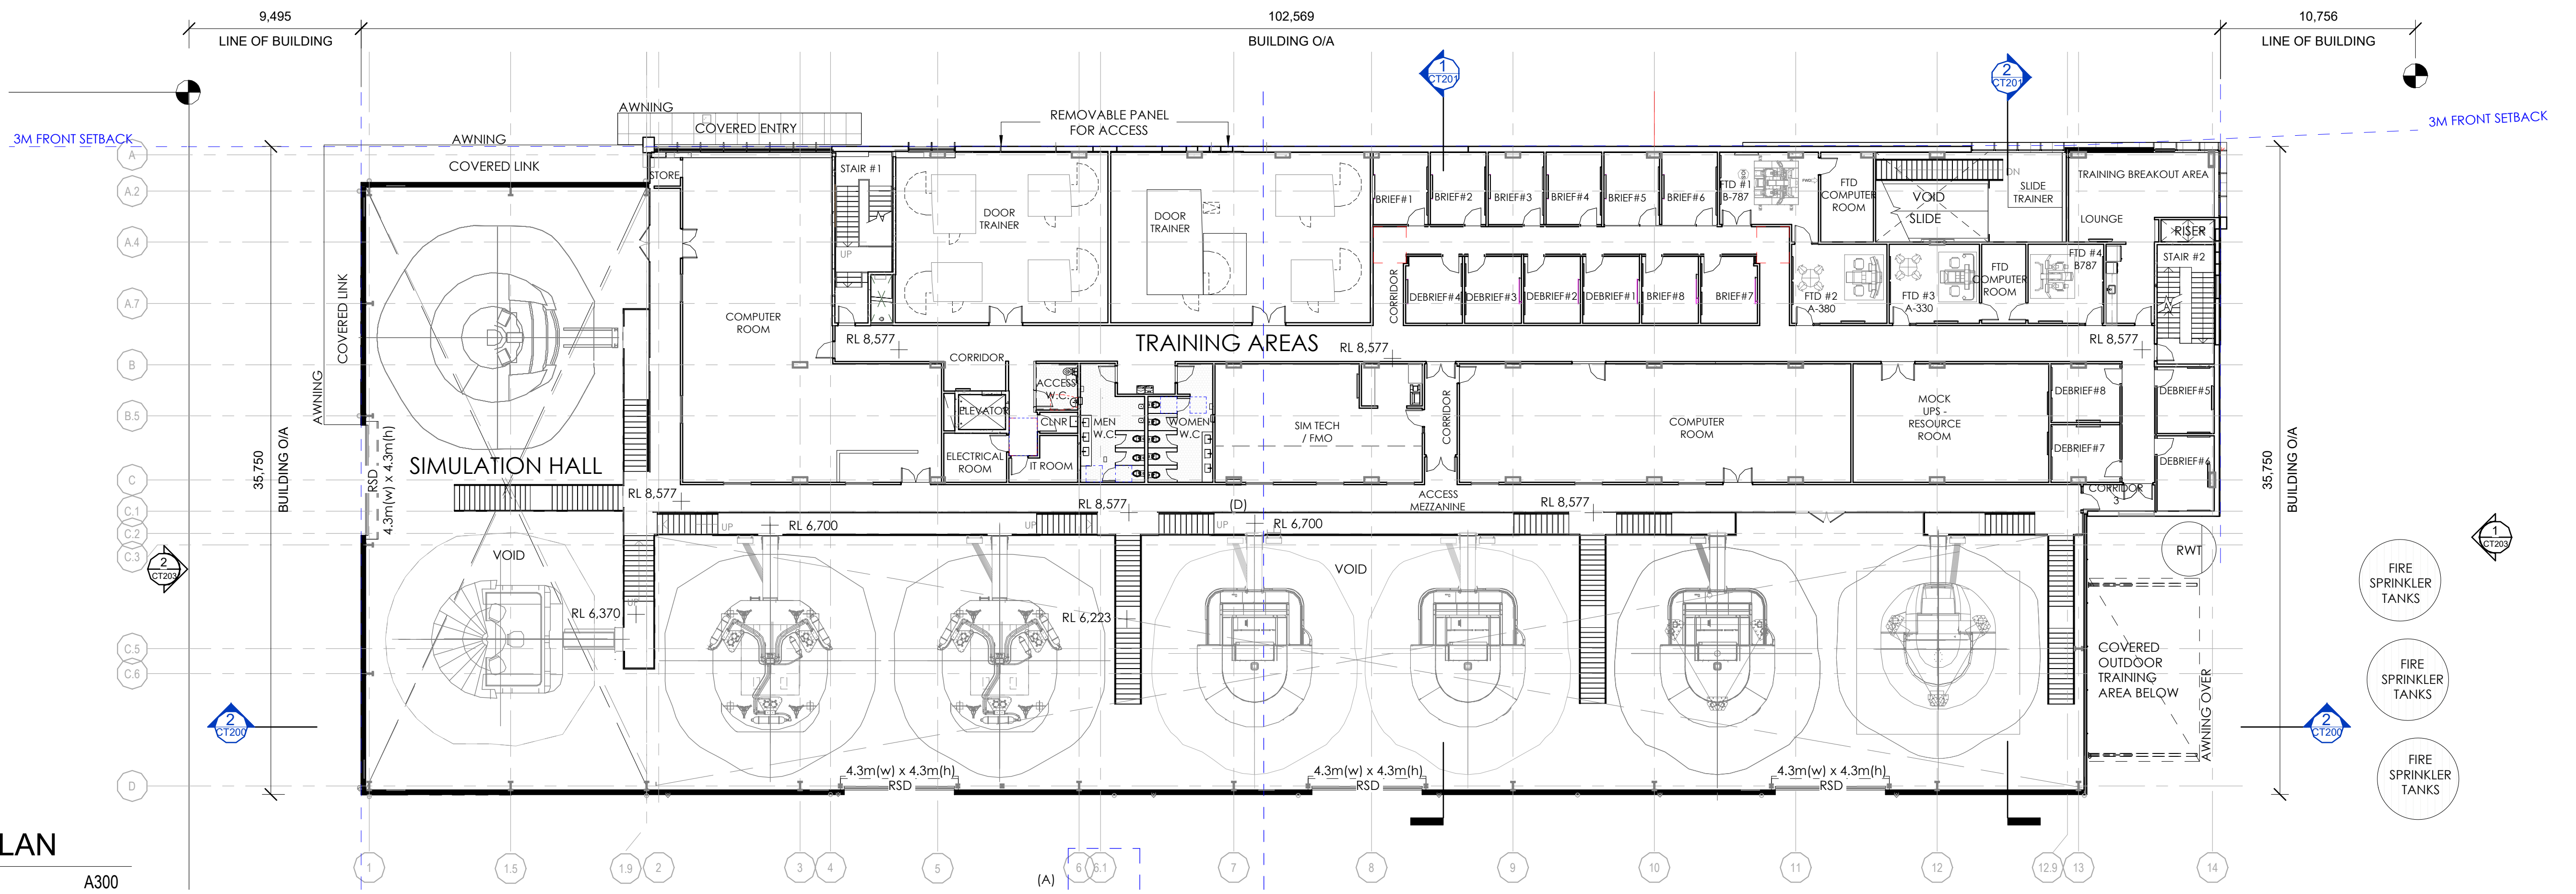 9,495
102,569
10,756
LINE OF BUILDING
BUILDING O/A
LINE OF BUILDING
1
CT201
2
CT201
AWNING
COVERED ENTRY
REMOVABLE PANEL
FOR ACCESS
3M FRONT SETBACK
3M FRONT SETBACK
AWNING
COVERED LINK
A
A.2
A.4
A.7
B
B.5
C
C.1
C.2
C.3
C.5
C.6
D
STORE
STAIR #1
UP
DOOR
TRAINER
DOOR
TRAINER
BRIEF#1
BRIEF#2
BRIEF#3
BRIEF#4
BRIEF#5
BRIEF#6
FTD #1
B-787
FTD
COMPUTER
ROOM
VOID
SLIDE
DN
SLIDE
TRAINER
TRAINING BREAKOUT AREA
LOUNGE
RISER
STAIR #2
COVERED LINK
AWNING
COMPUTER
ROOM
CORRIDOR
DEBRIEF#4
DEBRIEF#3
DEBRIEF#2
DEBRIEF#1
BRIEF#8
BRIEF#7
FTD #2
A-380
FTD #3
A-330
FTD
COMPUTER
ROOM
FTD #4
B787
RL 8,577
TRAINING AREAS
RL 8,577
RL 8,577
CORRIDOR
ACCESS
W.C.
ELEVATOR
CLNR
MEN
W.C.
WOMEN
W.C.
ELECTRICAL
ROOM
IT ROOM
SIM TECH
/ FMO
CORRIDOR
COMPUTER
ROOM
MOCK
UPS -
RESOURCE
ROOM
DEBRIEF#8
DEBRIEF#5
DEBRIEF#7
DEBRIEF#6
35,750
BUILDING O/A
RSD
4.3m(w) x 4.3m(h)
SIMULATION HALL
35,750
BUILDING O/A
RL 8,577
RL 8,577
(D)
RL 8,577
ACCESS
MEZZANINE
CORRIDOR
3
UP
RL 6,700
UP
UP
RL 6,700
VOID
VOID
RWT
2
CT203
1
CT203
RL 6,370
UP
RL 6,223
FIRE
SPRINKLER
TANKS
FIRE
SPRINKLER
TANKS
FIRE
SPRINKLER
TANKS
COVERED
OUTDOOR
TRAINING
AREA BELOW
AWNING OVER
2
CT200
2
CT200
4.3m(w) x 4.3m(h)
RSD
4.3m(w) x 4.3m(h)
RSD
4.3m(w) x 4.3m(h)
RSD
LAN
A300
1
1.5
1.9
2
3
4
5
6
6.1
7
8
9
10
11
12
12.9
13
14
(A)